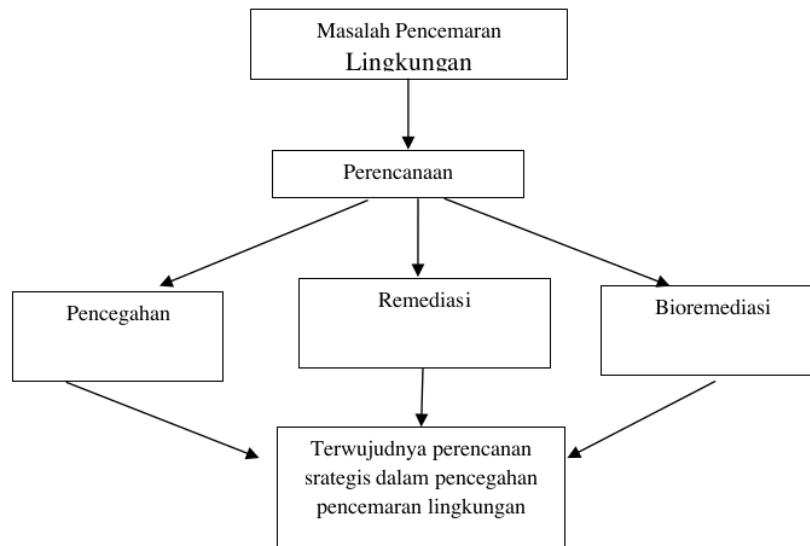 Masalah Pencemaran
Lingkungan
Perencanaan
Pencegahan
Remediasi
Bioremediasi
Terwujudnya perencanan
srategis dalam pencegahan
pencemaran lingkungan